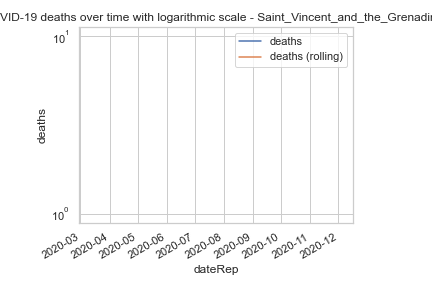 VID-19 deaths over time with logarithmic scale - Saint_Vincent_and_the_Grenadi
deaths
deaths (rolling)
10^1
10^0
deaths
2020-03
2020-04
2020-05
2020-06
2020-07
2020-08
2020-09
2020-10
2020-11
2020-12
dateRep